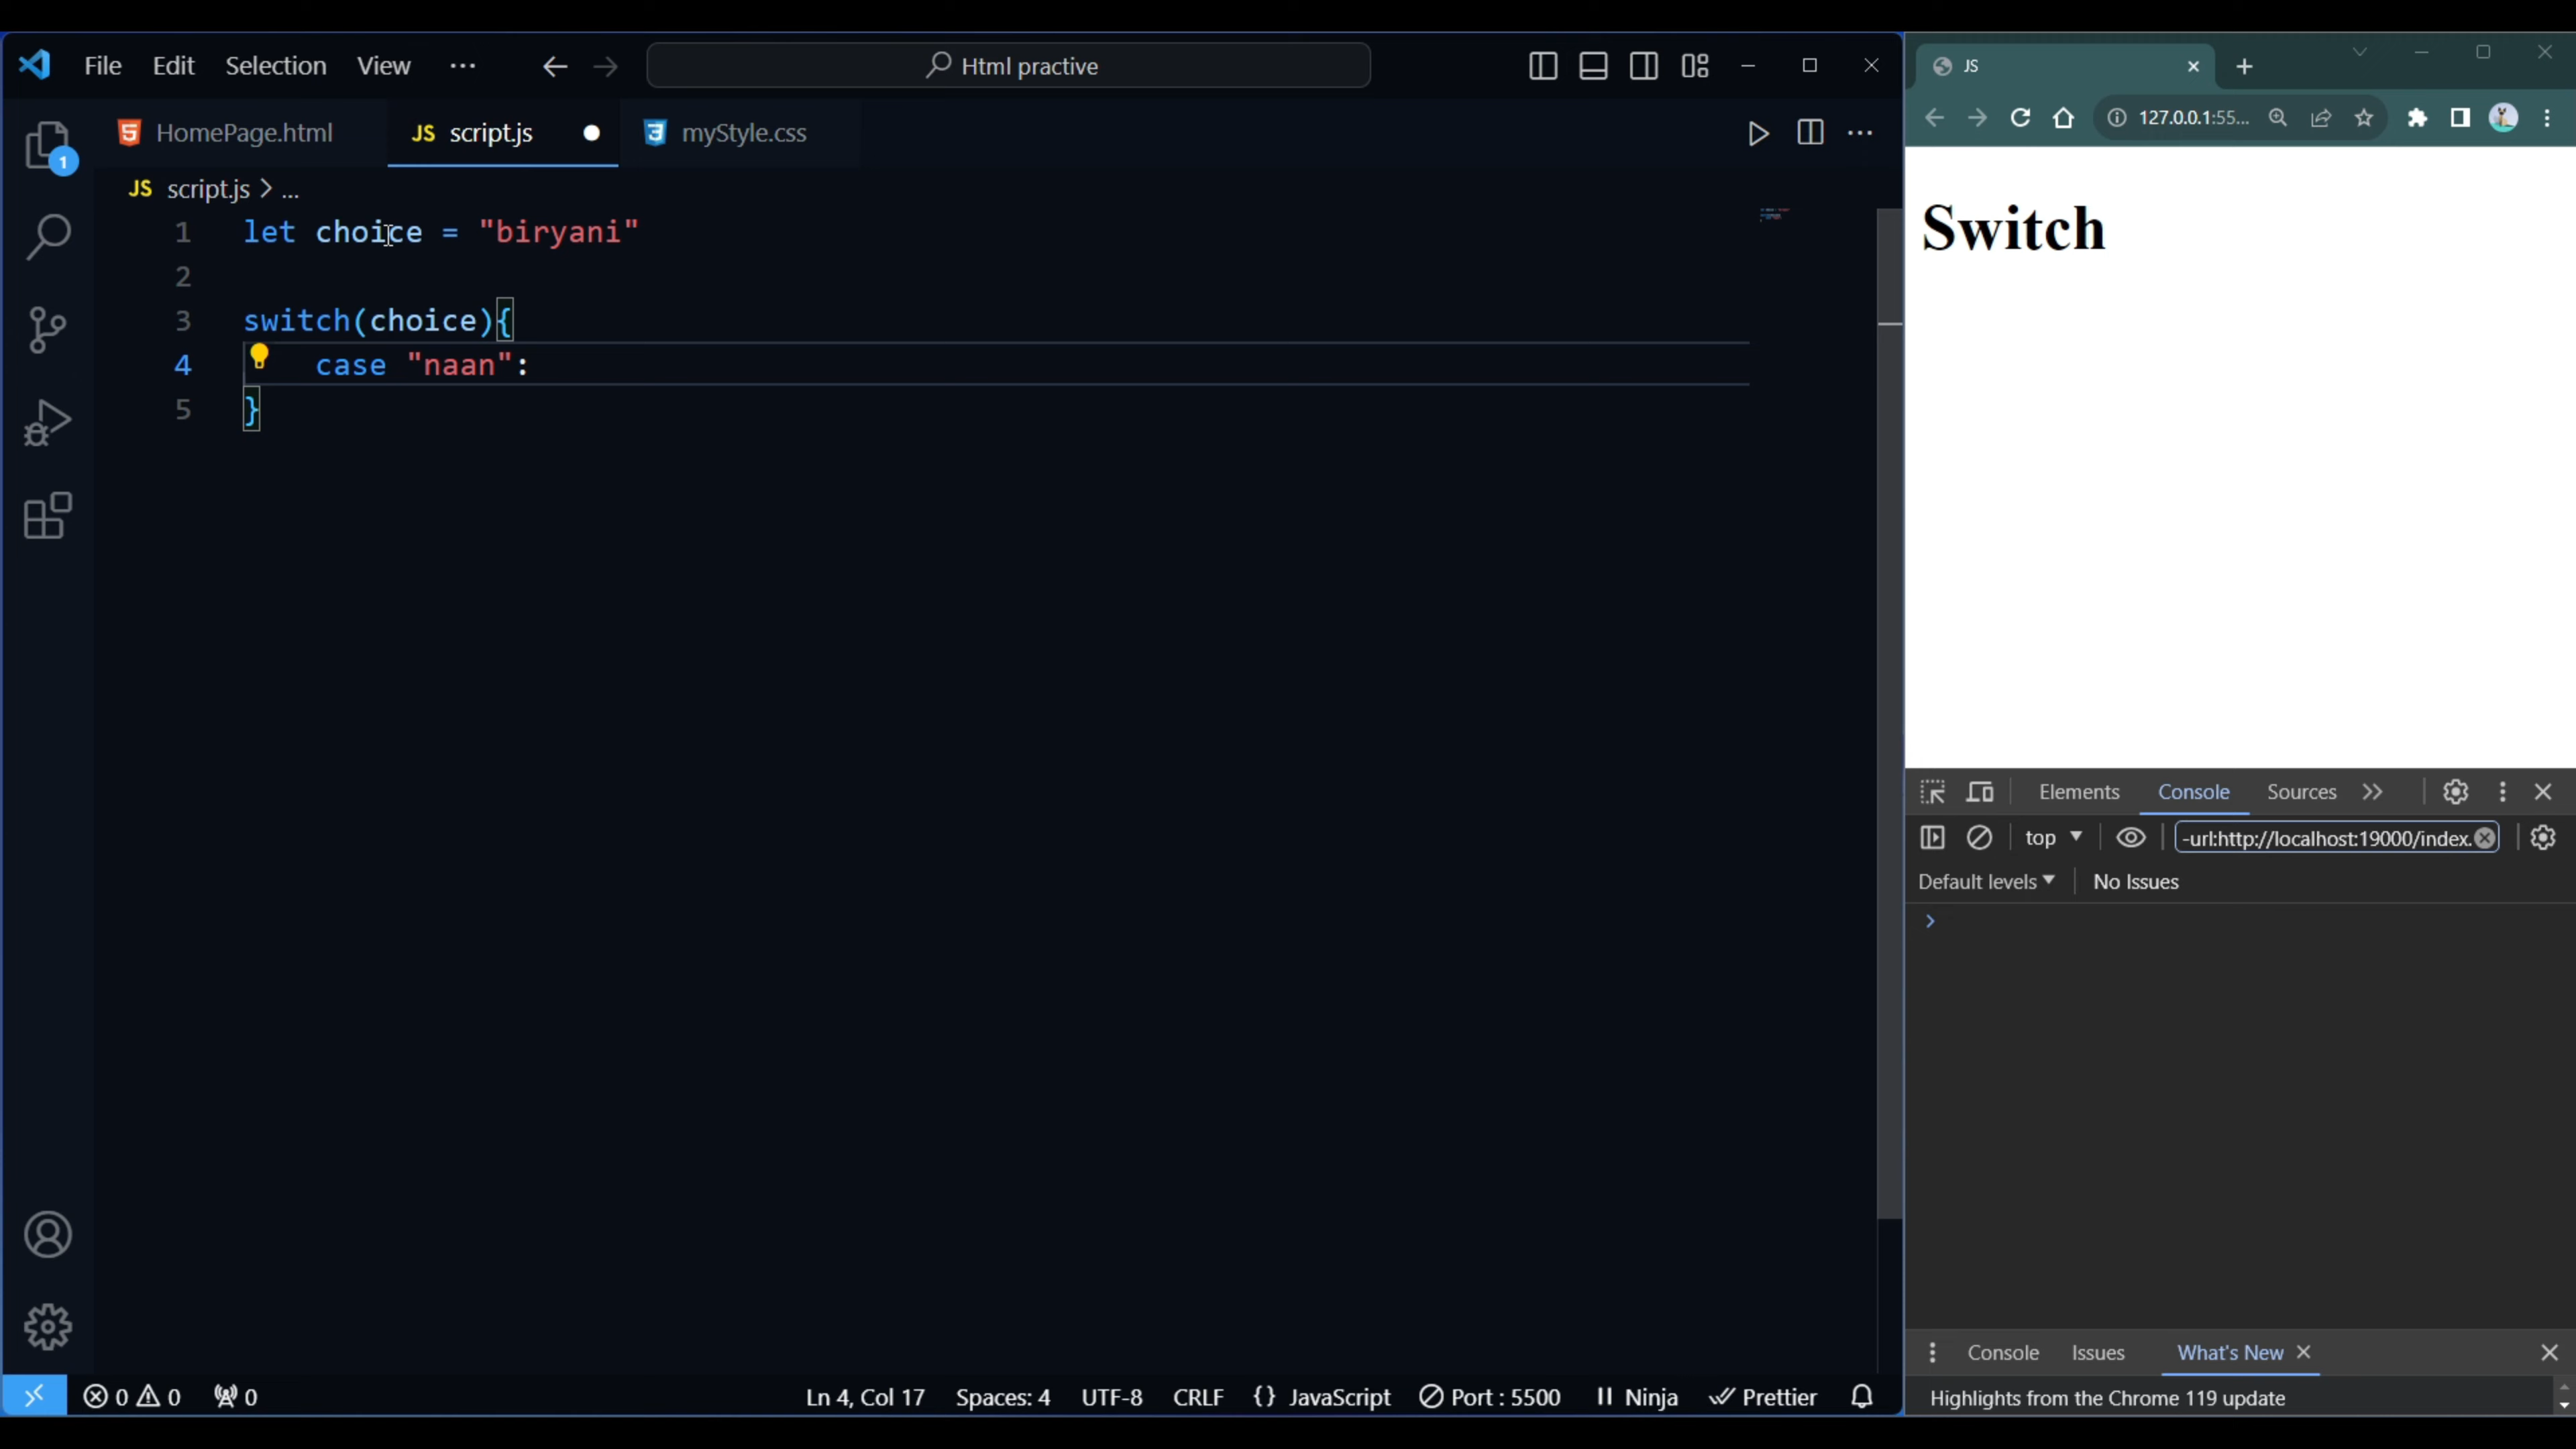 File Edit Selection View ... Html practive
HomePage.html JS script.js myStyle.css
JS script.js > ...
1 let choice = "biryani"
2
3 switch(choice){
4 case "naan":
5 }
1
0 0 0 Ln 4, Col 17 Spaces: 4 UTF-8 CRLF {} JavaScript Port : 5500 Ninja Prettier
JS
127.0.0.1:55...
Switch
Elements Console Sources
top -url:http://localhost:19000/index.
Default levels No Issues
Console Issues What's New
Highlights from the Chrome 119 update